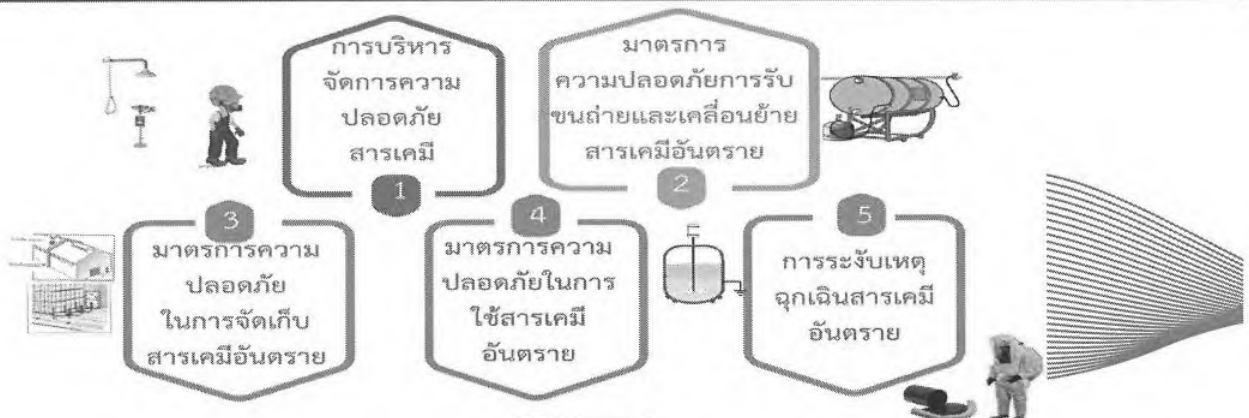 การบริหาร
จัดการความ
ปลอดภัย
สารเคมี
1
มาตรการ
ความปลอดภัยการรับ
ขนถ่ายและเคลื่อนย้าย
สารเคมีอันตราย
2
3
มาตรการความ
ปลอดภัย
ในการจัดเก็บ
สารเคมีอันตราย
4
มาตรการความ
ปลอดภัยในการ
ใช้สารเคมี
อันตราย
5
การระงับเหตุ
ฉุกเฉินสารเคมี
อันตราย